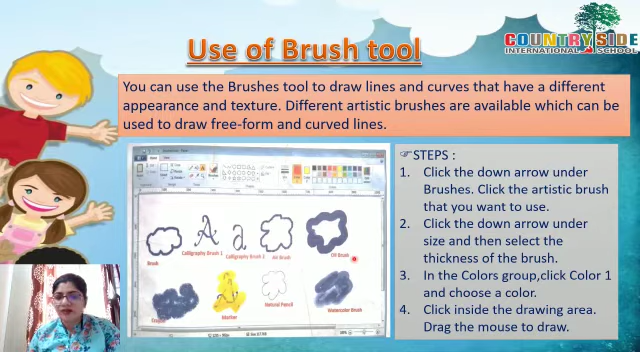 Use of Brush tool
COUNTRY SIDE
INTERNATIONAL SCHOOL
You can use the Brushes tool to draw lines and curves that have a different
appearance and texture. Different artistic brushes are available which can be
used to draw free-form and curved lines.
Brush
Calligraphy Brush 1
Calligraphy Brush 2
Air Brush
Oil Brush
Crayon
Marker
Natural Pencil
Watercolor Brush
☞STEPS :
1. Click the down arrow under
Brushes. Click the artistic brush
that you want to use.
2. Click the down arrow under
size and then select the
thickness of the brush.
3. In the Colors group,click Color 1
and choose a color.
4. Click inside the drawing area.
Drag the mouse to draw.